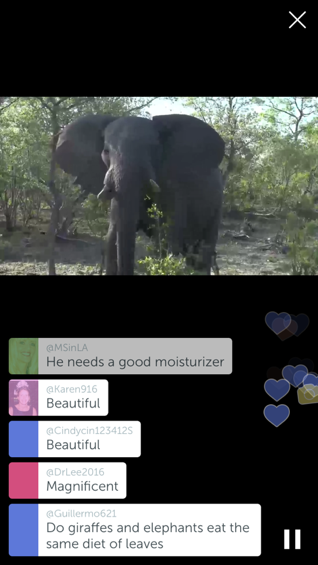 @MSinLA
He needs a good moisturizer
@Karen916
Beautiful
@Cindycin123412S
Beautiful
@DrLee2016
Magnificent
@Guillermo621
Do giraffes and elephants eat the
same diet of leaves